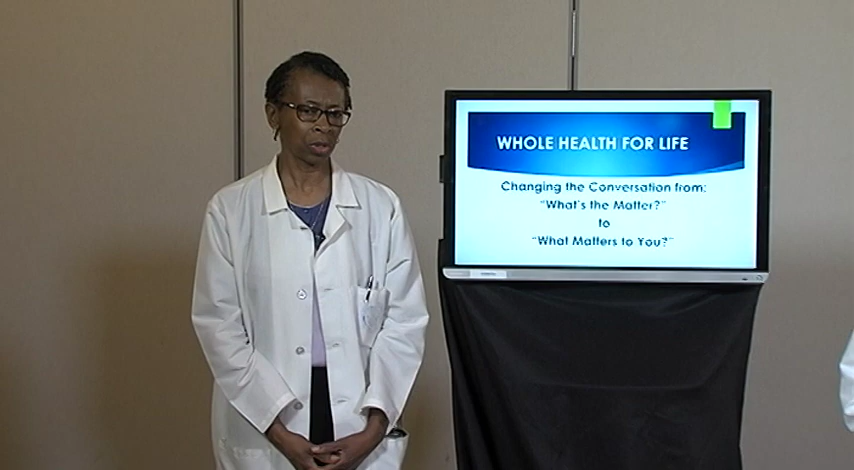 WHOLE HEALTH FOR LIFE
Changing the Conversation from:
"What's the Matter?"
to
"What Matters to You?"